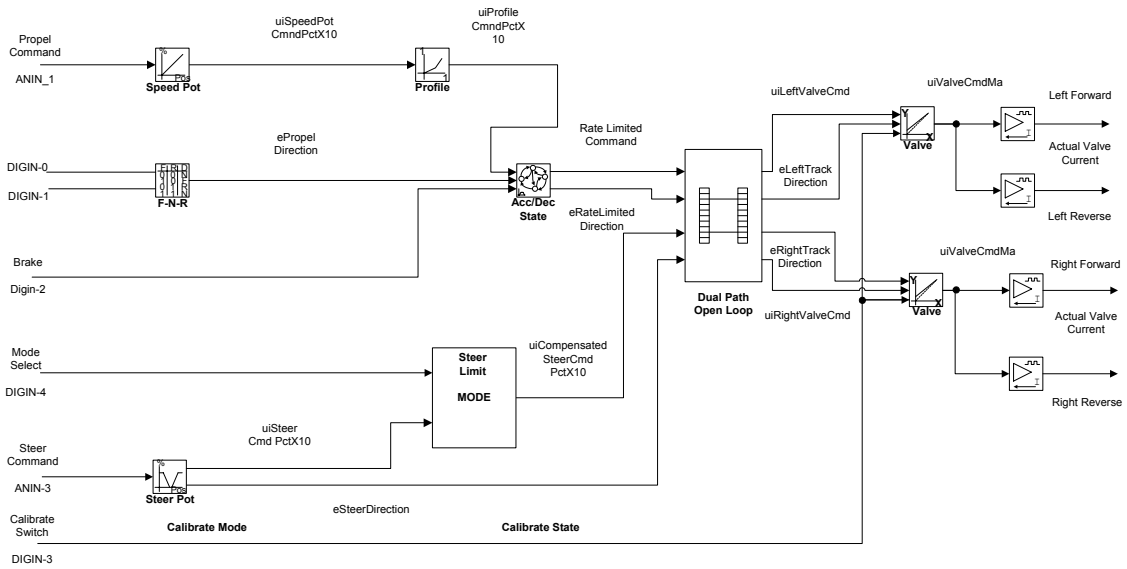 Propel
Command
ANIN_1
uiSpeedPot
CmndPctX10
%
Pos
Speed Pot
uiProfile
CmndPctX
10
1
1
Profile
DIGIN-0
DIGIN-1
ePropel
Direction
F-N-R
Brake
Digin-2
Acc/Dec
State
Rate Limited
Command
eRateLimited
Direction
Dual Path
Open Loop
uiLeftValveCmd
eLeftTrack
Direction
eRightTrack
Direction
uiRightValveCmd
uiValveCmdMa
Y
X
Valve
Left Forward
I
Actual Valve
Current
I
Left Reverse
uiValveCmdMa
Y
X
Valve
Right Forward
I
Actual Valve
Current
I
Right Reverse
Mode
Select
DIGIN-4
Steer
Limit
MODE
uiCompensated
SteerCmd
PctX10
Steer
Command
ANIN-3
uiSteer
Cmd PctX10
%
Pos
Steer Pot
eSteerDirection
Calibrate
Switch
DIGIN-3
Calibrate Mode
Calibrate State